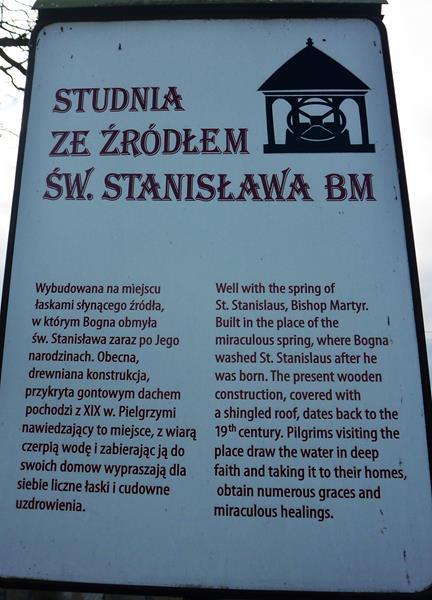 STUDNIA
ZE ŹRÓDŁEM
ŚW. STANISŁAWA BM
Wybudowana na miejscu
łaskami słynącego źródła,
w którym Bogna obmyła
św. Stanisława zaraz po Jego
narodzinach. Obecna,
drewniana konstrukcja,
przykryta gontowym dachem
pochodzi z XIX w. Pielgrzymi
nawiedzający to miejsce, z wiarą
czerpią wodę i zabierając ją do
swoich domow wypraszają dla
siebie liczne łaski i cudowne
uzdrowienia.
Well with the spring of
St. Stanislaus, Bishop Martyr.
Built in the place of the
miraculous spring, where Bogna
washed St. Stanislaus after he
was born. The present wooden
construction, covered with
a shingled roof, dates back to the
19th century. Pilgrims visiting the
place draw the water in deep
faith and taking it to their homes,
obtain numerous graces and
miraculous healings.